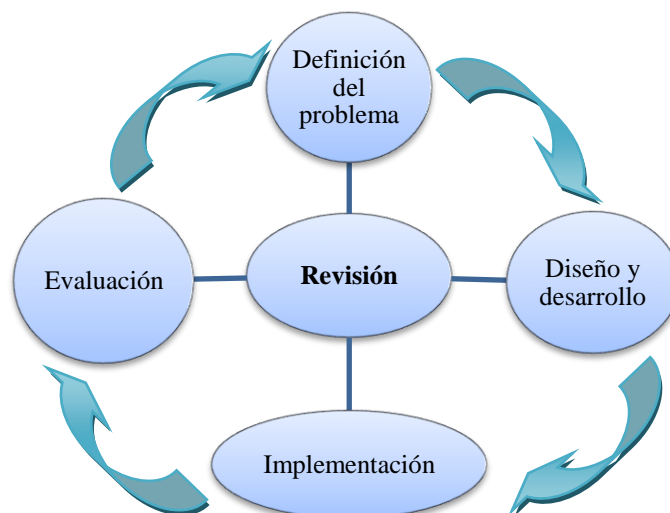 Definición
del
problema
Evaluación
Revisión
Diseño y
desarrollo
Implementación